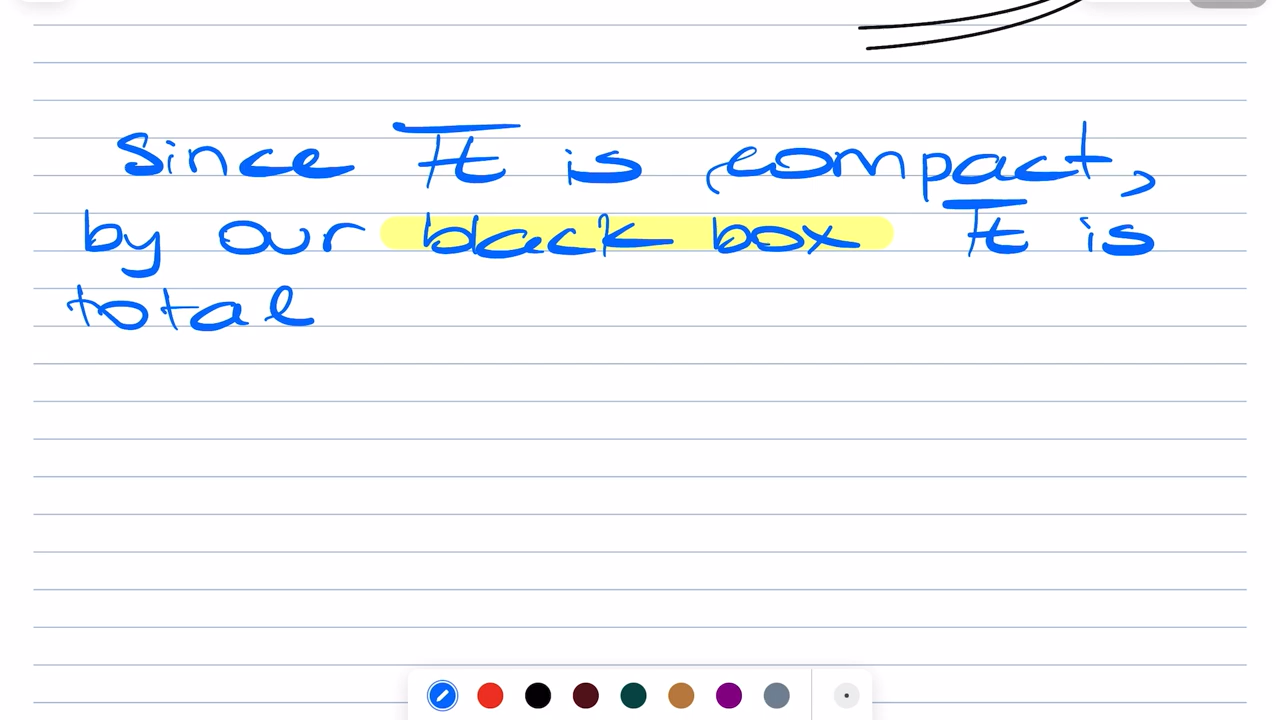 Since ℋ̅ is compact,
by our black box ℋ̅ is
total